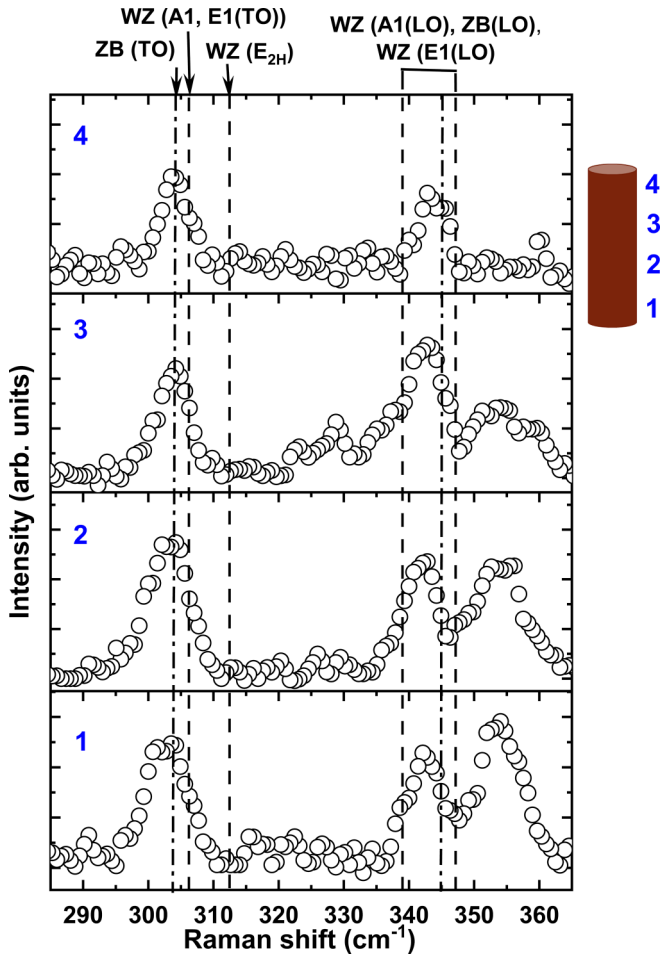 WZ (A1, E1(TO))
ZB (TO)
WZ (E2H)
WZ (A1(LO), ZB(LO),
WZ (E1(LO)
4
3
2
1
4
3
2
1
Intensity (arb. units)
290 300 310 320 330 340 350 360
Raman shift (cm-1)